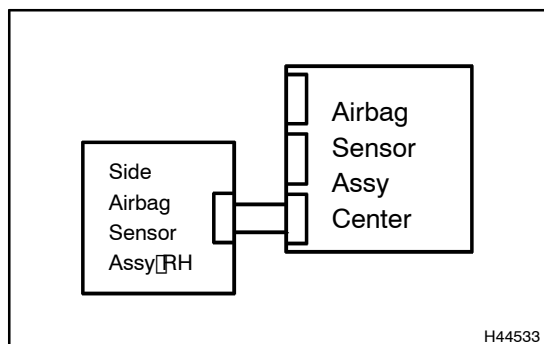 Side
Airbag
Sensor
Assy▯RH
Airbag
Sensor
Assy
Center
H44533